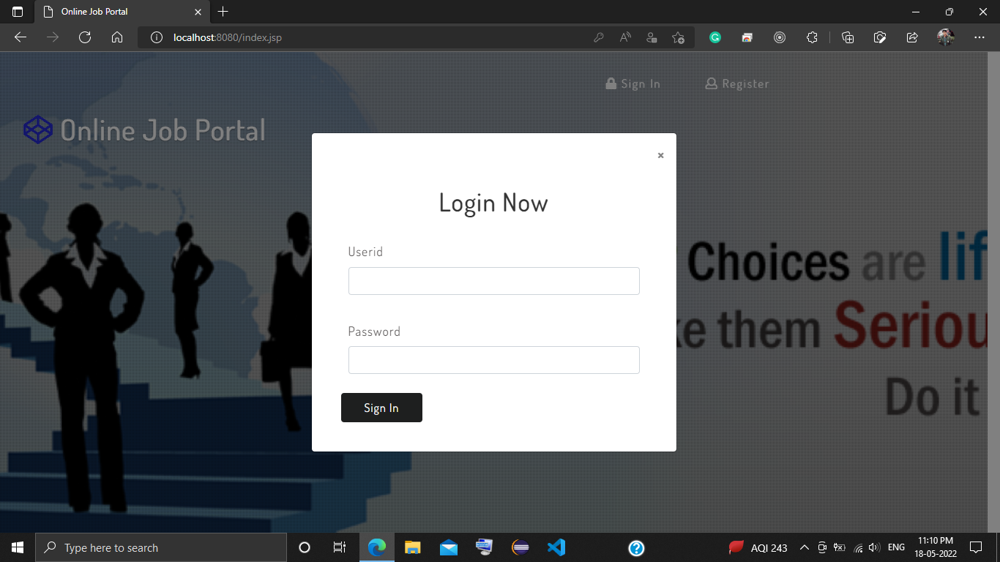 Online Job Portal
localhost:8080/index.jsp
Sign In
Register
Online Job Portal
Login Now
Userid
Password
Sign In
Choices are lif
ke them Seriou
Do it
Type here to search
AQI 243
ENG
11:10 PM
18-05-2022